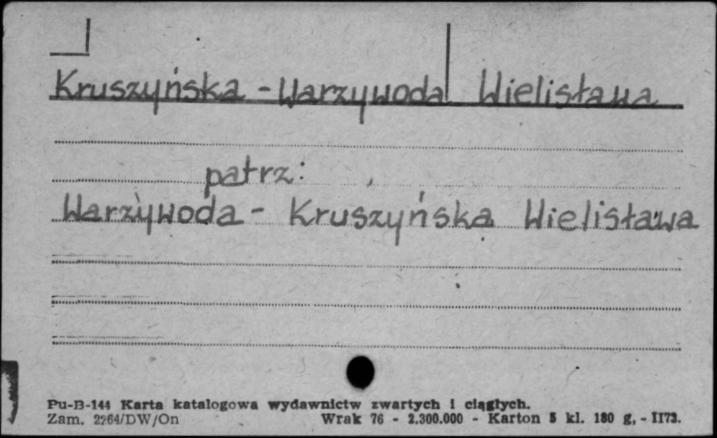 Kruszyńska - Warzywoda Wielisława
patrz:
Warzywoda - Kruszyńska Wielisława
Pu-B-144 Karta katalogowa wydawnictw zwartych i ciągłych.
Zam. 2264/DW/On Wrak 76 - 2.300.000 - Karton 5 kl. 180 g, - II73.